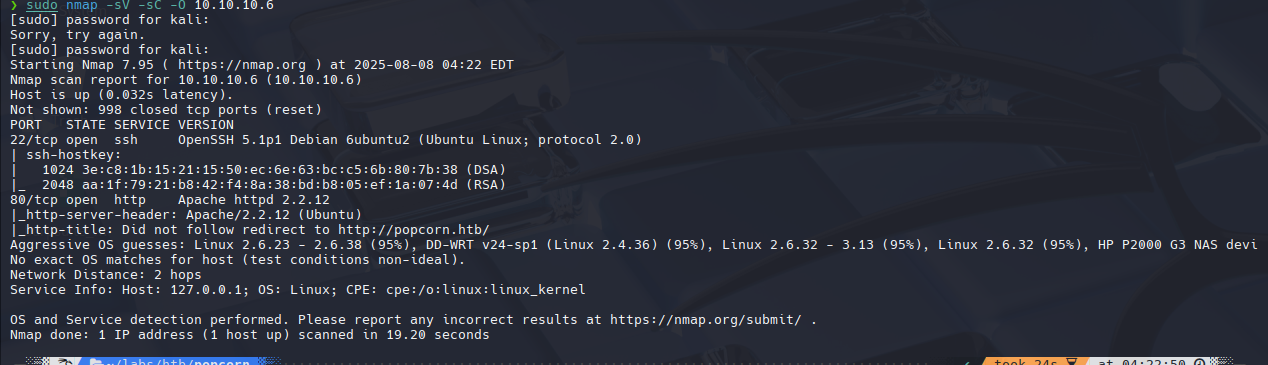 ❯ sudo nmap -sV -sC -O 10.10.10.6
[sudo] password for kali:
Sorry, try again.
[sudo] password for kali:
Starting Nmap 7.95 ( https://nmap.org ) at 2025-08-08 04:22 EDT
Nmap scan report for 10.10.10.6 (10.10.10.6)
Host is up (0.032s latency).
Not shown: 998 closed tcp ports (reset)
PORT   STATE SERVICE VERSION
22/tcp open  ssh     OpenSSH 5.1p1 Debian 6ubuntu2 (Ubuntu Linux; protocol 2.0)
| ssh-hostkey:
|   1024 3e:c8:1b:15:21:15:50:ec:6e:63:bc:c5:6b:80:7b:38 (DSA)
|_  2048 aa:1f:79:21:b8:42:f4:8a:38:bd:b8:05:ef:1a:07:4d (RSA)
80/tcp open  http    Apache httpd 2.2.12
|_http-server-header: Apache/2.2.12 (Ubuntu)
|_http-title: Did not follow redirect to http://popcorn.htb/
Aggressive OS guesses: Linux 2.6.23 - 2.6.38 (95%), DD-WRT v24-sp1 (Linux 2.4.36) (95%), Linux 2.6.32 - 3.13 (95%), Linux 2.6.32 (95%), HP P2000 G3 NAS devi
No exact OS matches for host (test conditions non-ideal).
Network Distance: 2 hops
Service Info: Host: 127.0.0.1; OS: Linux; CPE: cpe:/o:linux:linux_kernel
OS and Service detection performed. Please report any incorrect results at https://nmap.org/submit/ .
Nmap done: 1 IP address (1 host up) scanned in 19.20 seconds
~/labs/htb/popcorn took 24s at 04:22:50